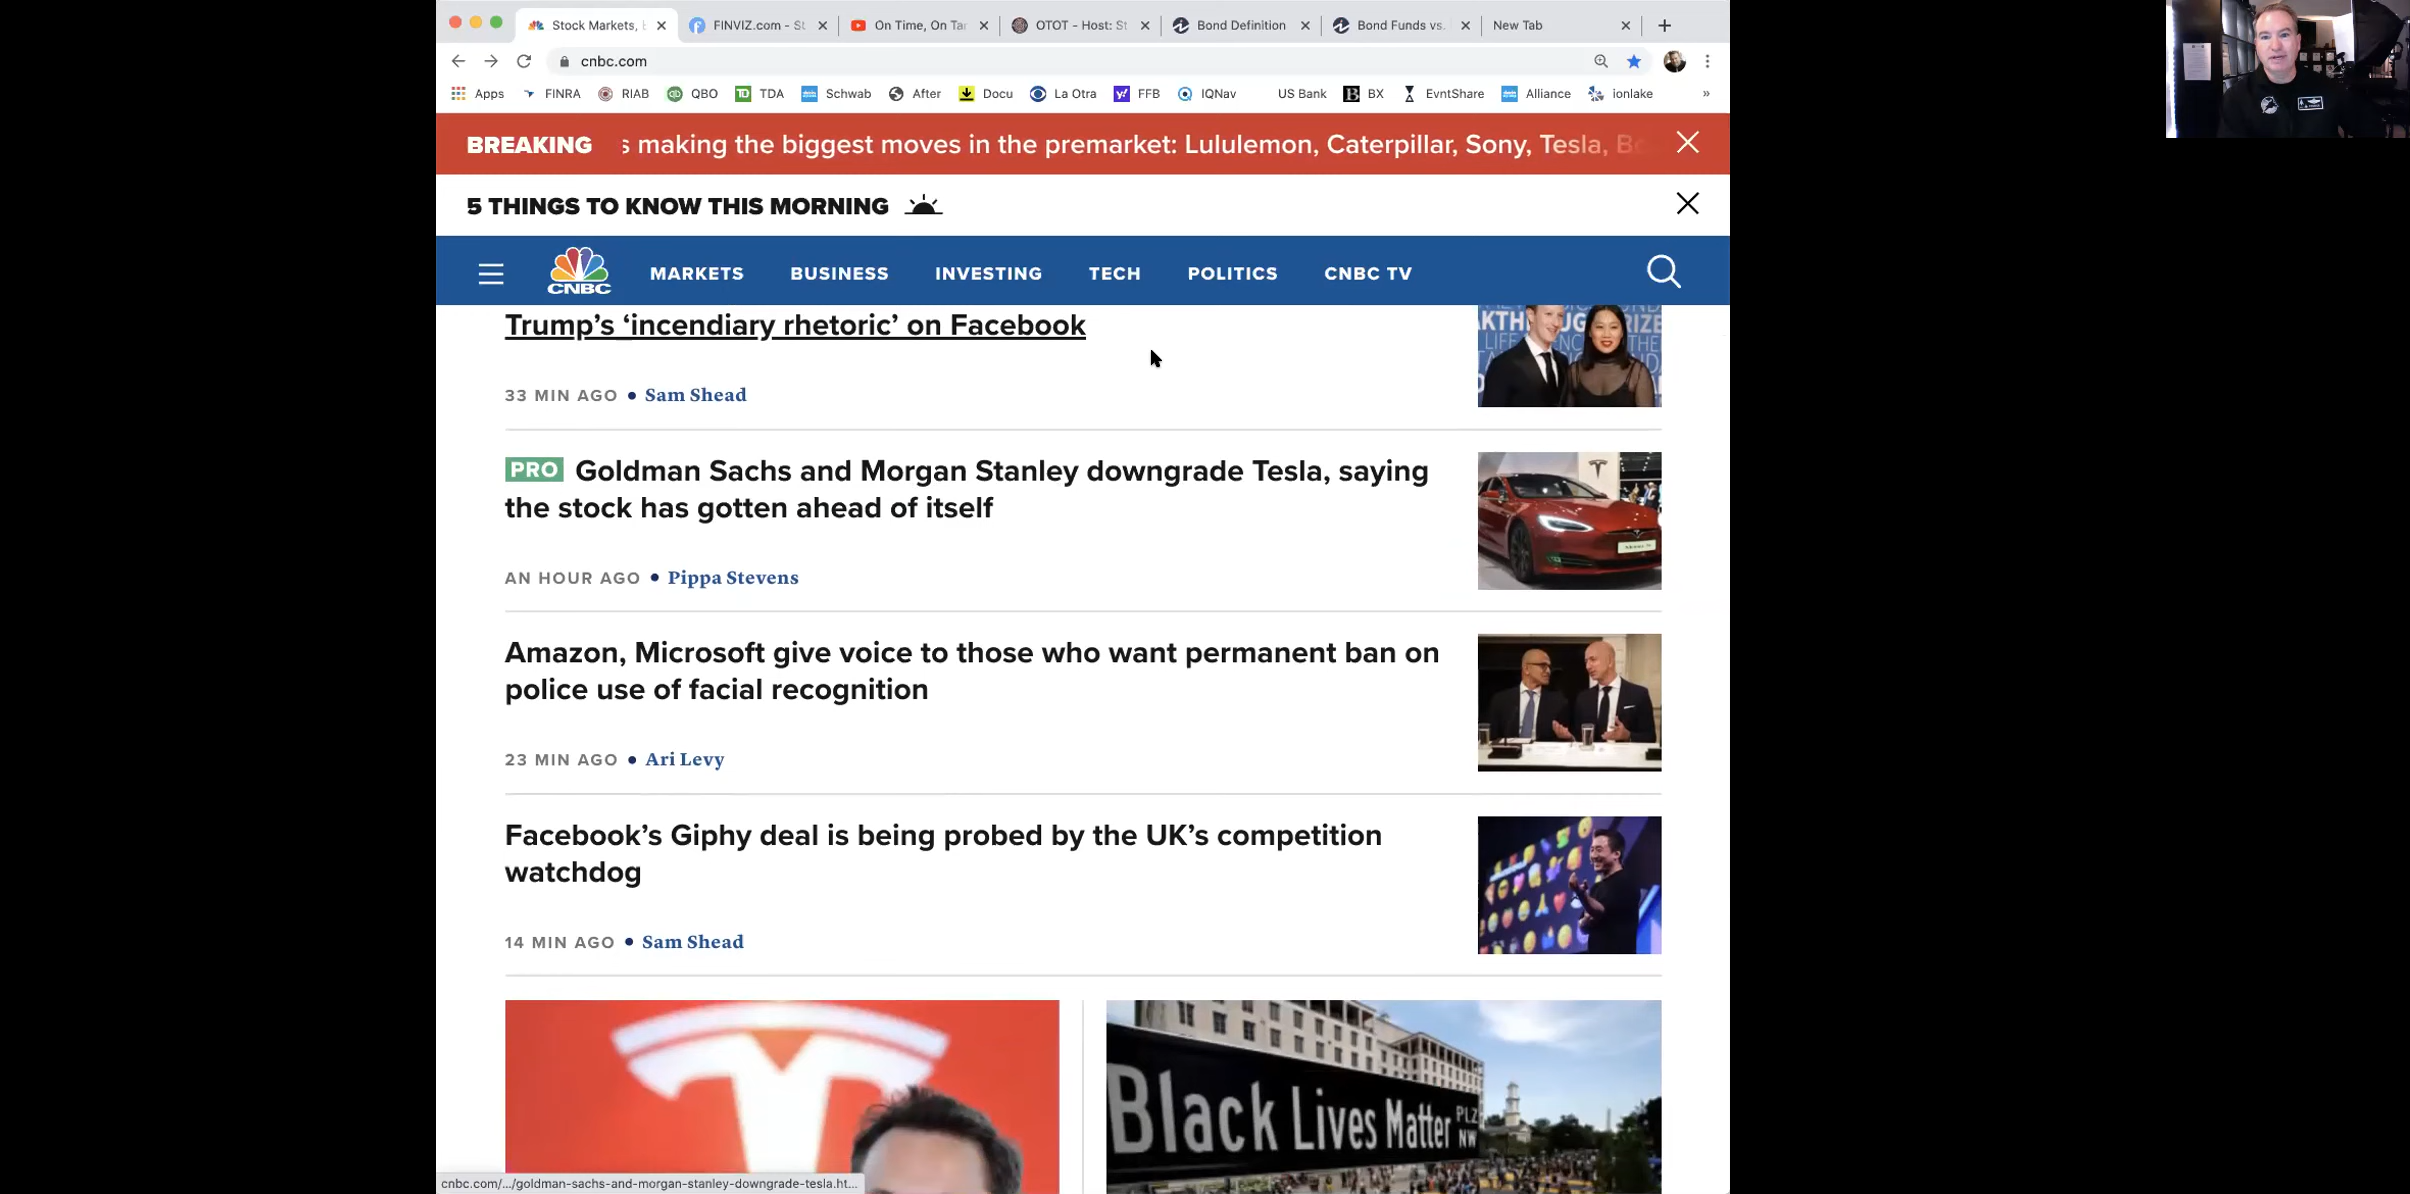 Stock Markets, B
FINVIZ.com - St
On Time, On Tar
OTOT - Host: St
Bond Definition
Bond Funds vs.
New Tab
cnbc.com
Apps
FINRA
RIAB
QBO
TDA
Schwab
After
Docu
La Otra
FFB
IQNav
US Bank
BX
EvntShare
Alliance
ionlake
»
BREAKING
s making the biggest moves in the premarket: Lululemon, Caterpillar, Sony, Tesla, Bo
5 THINGS TO KNOW THIS MORNING
CNBC
MARKETS
BUSINESS
INVESTING
TECH
POLITICS
CNBC TV
Trump’s ‘incendiary rhetoric’ on Facebook
33 MIN AGO • Sam Shead
PRO Goldman Sachs and Morgan Stanley downgrade Tesla, saying
the stock has gotten ahead of itself
AN HOUR AGO • Pippa Stevens
Amazon, Microsoft give voice to those who want permanent ban on
police use of facial recognition
23 MIN AGO • Ari Levy
Facebook’s Giphy deal is being probed by the UK’s competition
watchdog
14 MIN AGO • Sam Shead
Black Lives Matter PLZ
NW
cnbc.com/.../goldman-sachs-and-morgan-stanley-downgrade-tesla.ht...